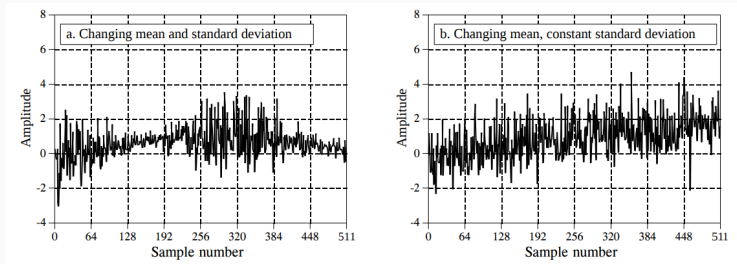 a. Changing mean and standard deviation
8
6
4
2
0
-2
-4
Amplitude
0 64 128 192 256 320 384 448 511
Sample number
b. Changing mean, constant standard deviation
8
6
4
2
0
-2
-4
Amplitude
0 64 128 192 256 320 384 448 511
Sample number